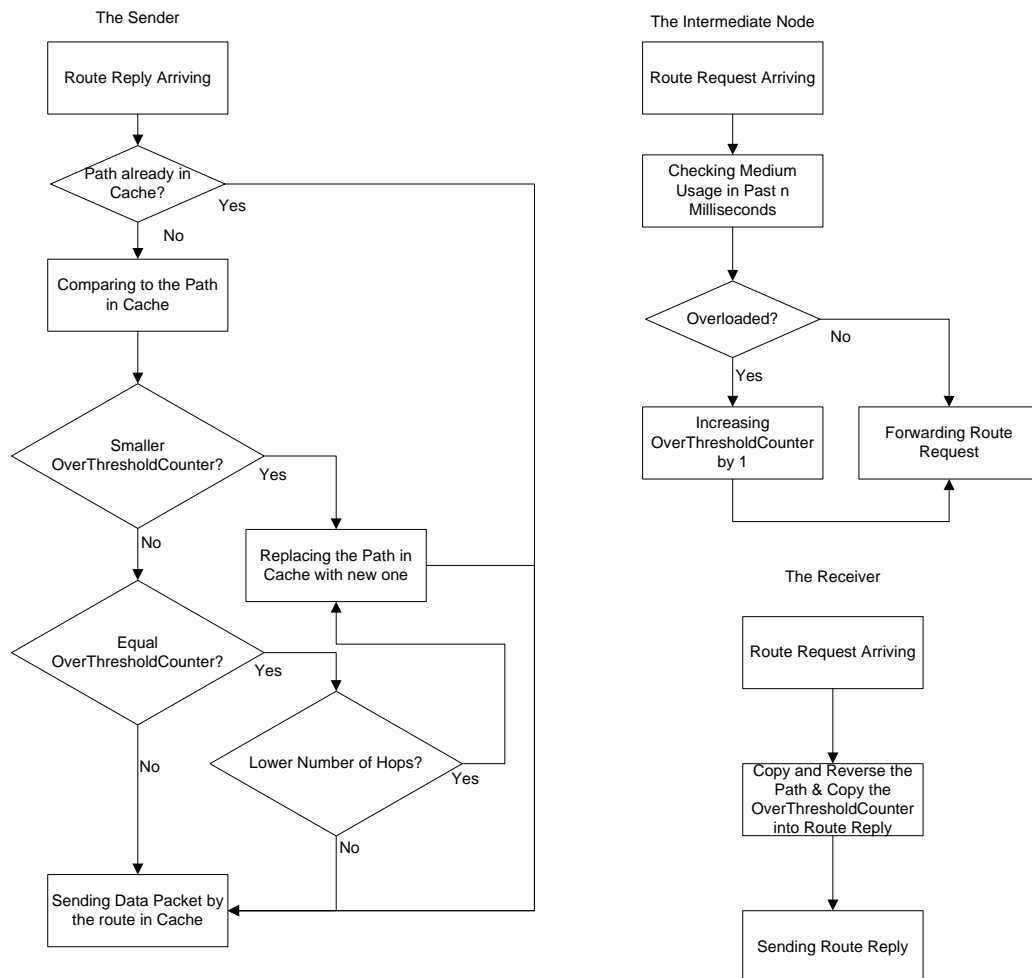 The Sender
Route Reply Arriving
Path already in
Cache?
Yes
No
Comparing to the Path
in Cache
Smaller
OverThresholdCounter?
Yes
No
Replacing the Path in
Cache with new one
Equal
OverThresholdCounter?
Yes
No
Lower Number of Hops?
Yes
No
Sending Data Packet by
the route in Cache
The Intermediate Node
Route Request Arriving
Checking Medium
Usage in Past n
Milliseconds
Overloaded?
No
Yes
Increasing
OverThresholdCounter
by 1
Forwarding Route
Request
The Receiver
Route Request Arriving
Copy and Reverse the
Path & Copy the
OverThresholdCounter
into Route Reply
Sending Route Reply